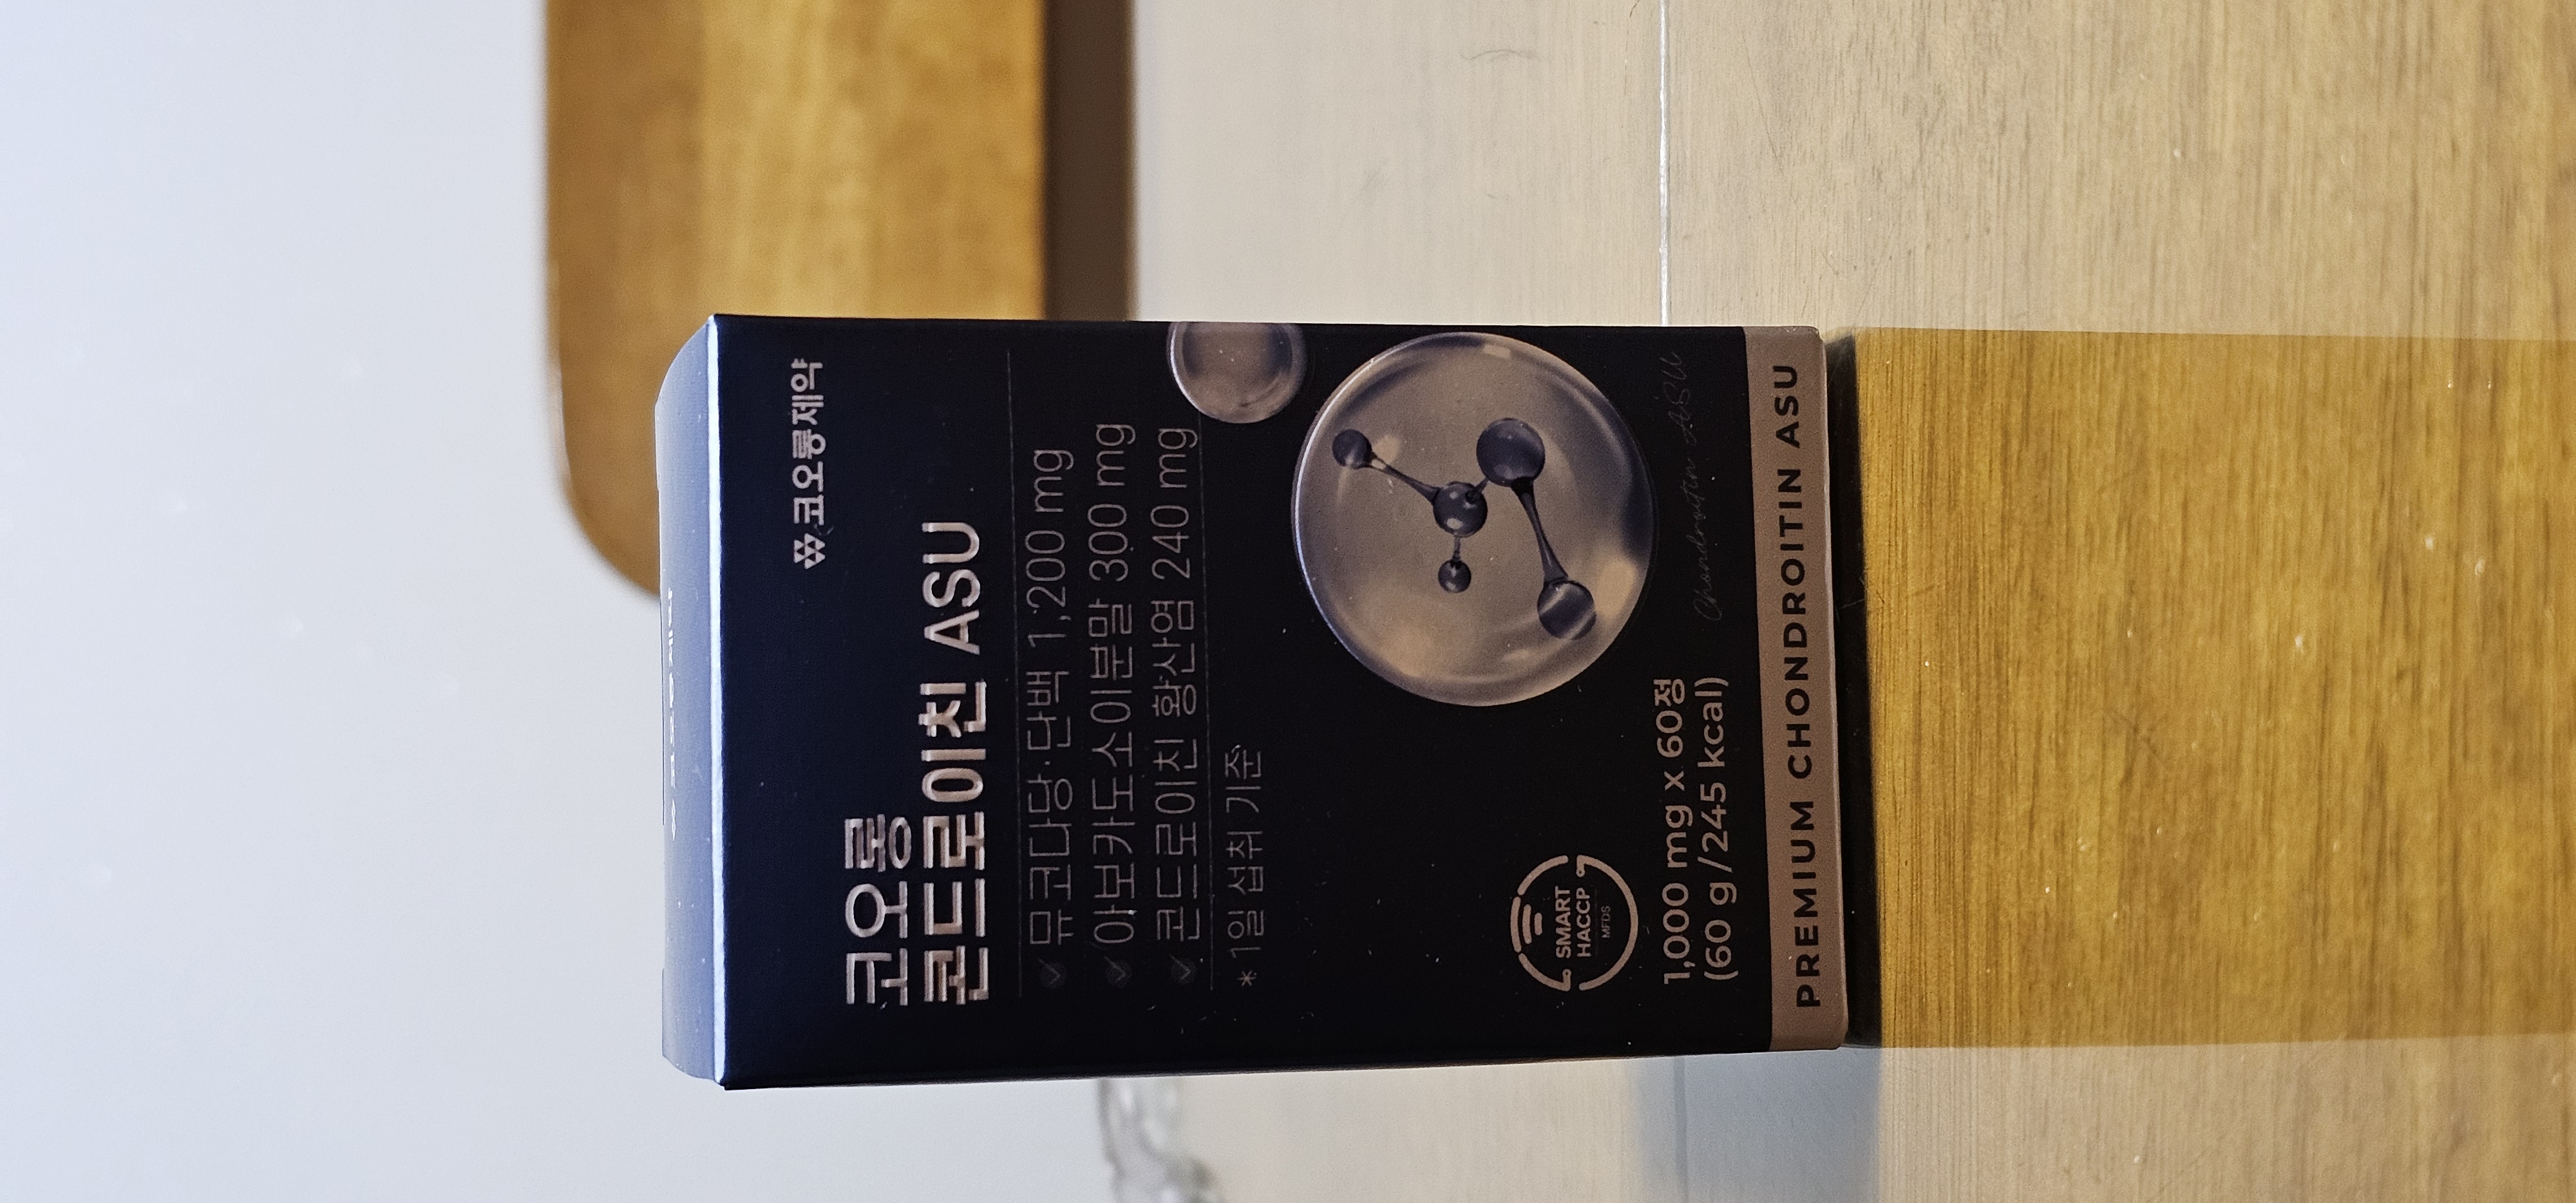 코오롱제약
코오롱
콘드로이친 ASU
뮤코다당·단백 1,200 mg
아보카도소이분말 300 mg
콘드로이친 황산염 240 mg
* 1일 섭취 기준
Chondroitin ASU
SMART
HACCP
MFDS
1,000 mg x 60정
(60 g / 245 kcal)
PREMIUM CHONDROITIN ASU